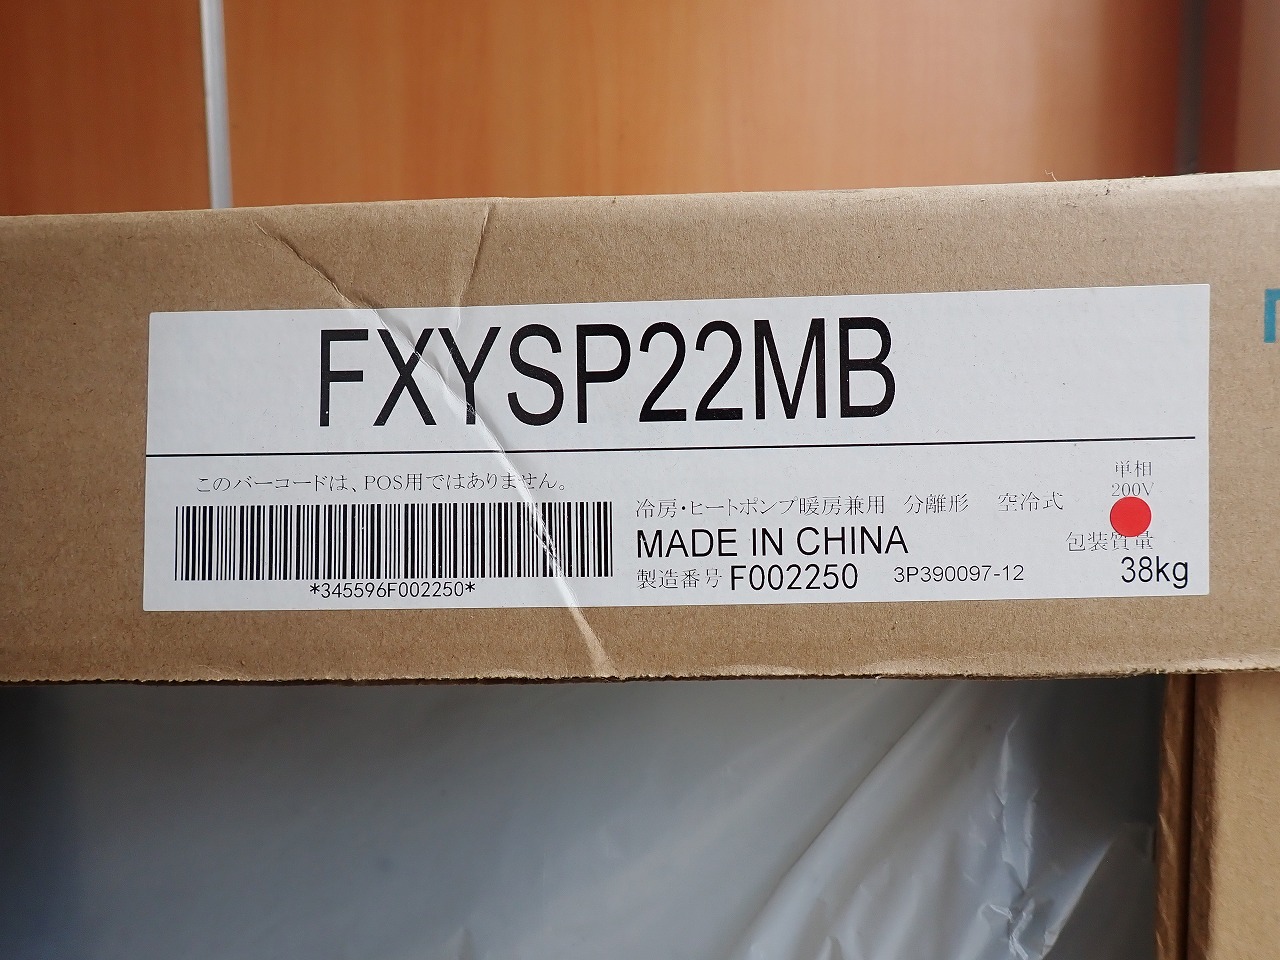 FXYSP22MB
このバーコードは、POS用ではありません。
*345596F002250*
冷房・ヒートポンプ暖房兼用 分離形 空冷式
MADE IN CHINA
製造番号 F002250 3P390097-12
単相
200V
包装質量
38kg